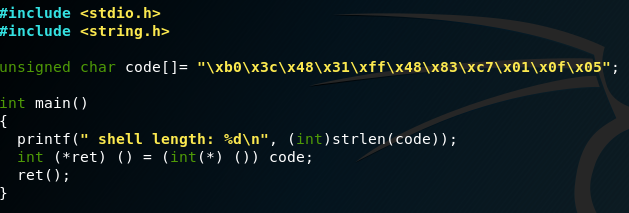 #include <stdio.h>
#include <string.h>
unsigned char code[]= "\xb0\x3c\x48\x31\xff\x48\x83\xc7\x01\x0f\x05";
int main()
{
  printf(" shell length: %d\n", (int)strlen(code));
  int (*ret) () = (int(*) ()) code;
  ret();
}